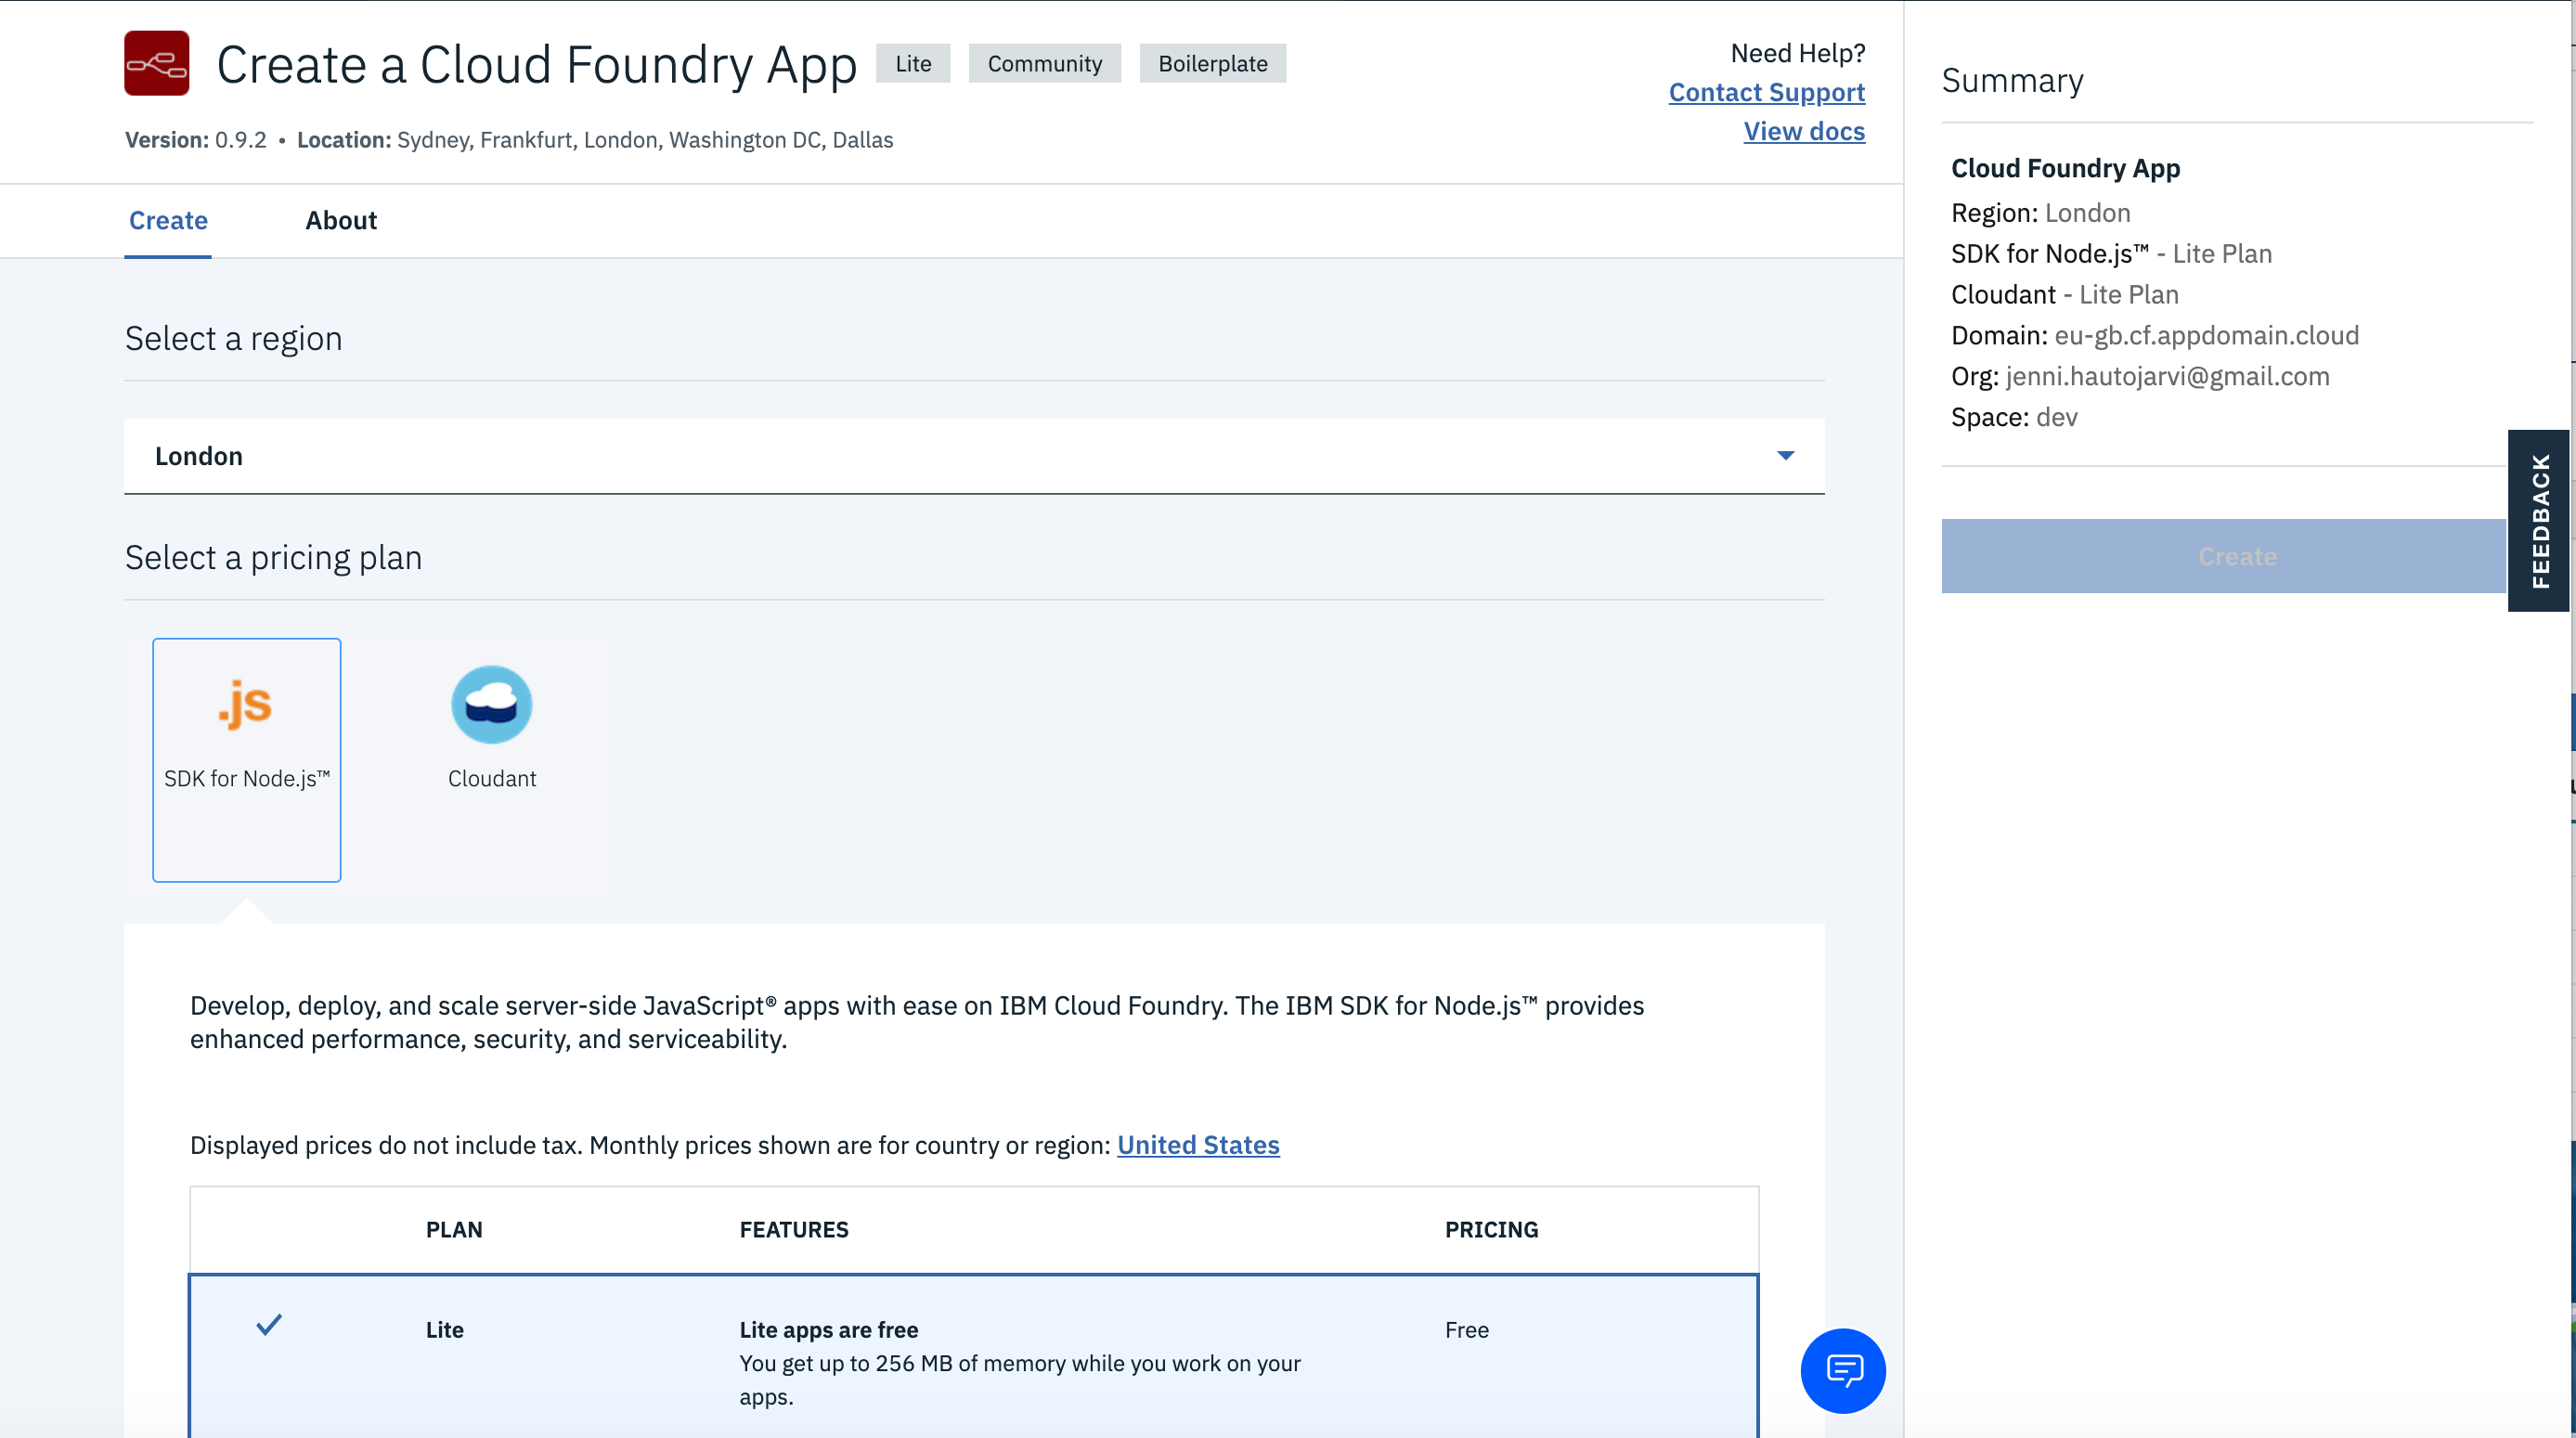 Create a Cloud Foundry App Lite Community Boilerplate
Version: 0.9.2 • Location: Sydney, Frankfurt, London, Washington DC, Dallas
Need Help?
Contact Support
View docs
Create About
Select a region
London
Select a pricing plan
.js
SDK for Node.js™ Cloudant
Develop, deploy, and scale server-side JavaScript® apps with ease on IBM Cloud Foundry. The IBM SDK for Node.js™ provides
enhanced performance, security, and serviceability.
Displayed prices do not include tax. Monthly prices shown are for country or region: United States
PLAN FEATURES PRICING
Lite Lite apps are free Free
You get up to 256 MB of memory while you work on your
apps.
Summary
Cloud Foundry App
Region: London
SDK for Node.js™ - Lite Plan
Cloudant - Lite Plan
Domain: eu-gb.cf.appdomain.cloud
Org: jenni.hautojarvi@gmail.com
Space: dev
Create
FEEDBACK